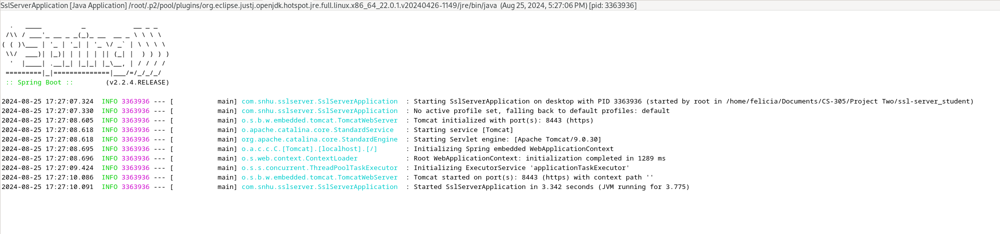 SslServerApplication [Java Application] /root/.p2/pool/plugins/org.eclipse.justj.openjdk.hotspot.jre.full.linux.x86_64_22.0.1.v20240426-1149/jre/bin/java (Aug 25, 2024, 5:27:06 PM) [pid: 3363936]
  .   ____          _            __ _ _
 /\\ / ___'_ __ _ _(_)_ __  __ _ \ \ \ \
( ( )\___ | '_ | '_| | '_ \/ _` | \ \ \ \
 \\/  ___)| |_)| | | | | || (_| |  ) ) ) )
  '  |____| .__|_| |_|_| |_\__, | / / / /
 =========|_|==============|___/=/_/_/_/
 :: Spring Boot ::        (v2.2.4.RELEASE)
2024-08-25 17:27:07.324  INFO 3363936 --- [           main] com.snhu.sslserver.SslServerApplication  : Starting SslServerApplication on desktop with PID 3363936 (started by root in /home/felicia/Documents/CS-305/Project Two/ssl-server_student)
2024-08-25 17:27:07.330  INFO 3363936 --- [           main] com.snhu.sslserver.SslServerApplication  : No active profile set, falling back to default profiles: default
2024-08-25 17:27:08.605  INFO 3363936 --- [           main] o.s.b.w.embedded.tomcat.TomcatWebServer  : Tomcat initialized with port(s): 8443 (https)
2024-08-25 17:27:08.618  INFO 3363936 --- [           main] o.apache.catalina.core.StandardService   : Starting service [Tomcat]
2024-08-25 17:27:08.618  INFO 3363936 --- [           main] org.apache.catalina.core.StandardEngine  : Starting Servlet engine: [Apache Tomcat/9.0.30]
2024-08-25 17:27:08.695  INFO 3363936 --- [           main] o.a.c.c.C.[Tomcat].[localhost].[/]       : Initializing Spring embedded WebApplicationContext
2024-08-25 17:27:08.696  INFO 3363936 --- [           main] o.s.web.context.ContextLoader            : Root WebApplicationContext: initialization completed in 1289 ms
2024-08-25 17:27:09.424  INFO 3363936 --- [           main] o.s.s.concurrent.ThreadPoolTaskExecutor  : Initializing ExecutorService 'applicationTaskExecutor'
2024-08-25 17:27:10.086  INFO 3363936 --- [           main] o.s.b.w.embedded.tomcat.TomcatWebServer  : Tomcat started on port(s): 8443 (https) with context path ''
2024-08-25 17:27:10.091  INFO 3363936 --- [           main] com.snhu.sslserver.SslServerApplication  : Started SslServerApplication in 3.342 seconds (JVM running for 3.775)